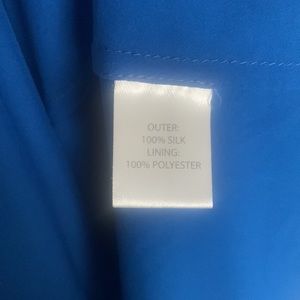 OUTER:
100% SILK
LINING:
100% POLYESTER